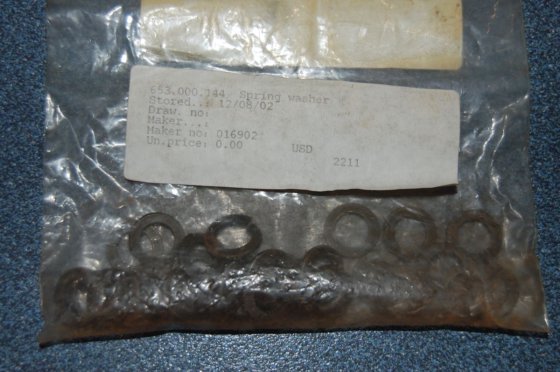 653.000.144 Spring washer
Stored..: 12/08/02
Draw. no:
Maker...:
Maker no: 016902
Un.price: 0.00 USD
2211